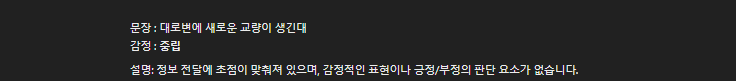 문장 : 대로변에 새로운 교량이 생긴대
감정 : 중립
설명: 정보 전달에 초점이 맞춰져 있으며, 감정적인 표현이나 긍정/부정의 판단 요소가 없습니다.